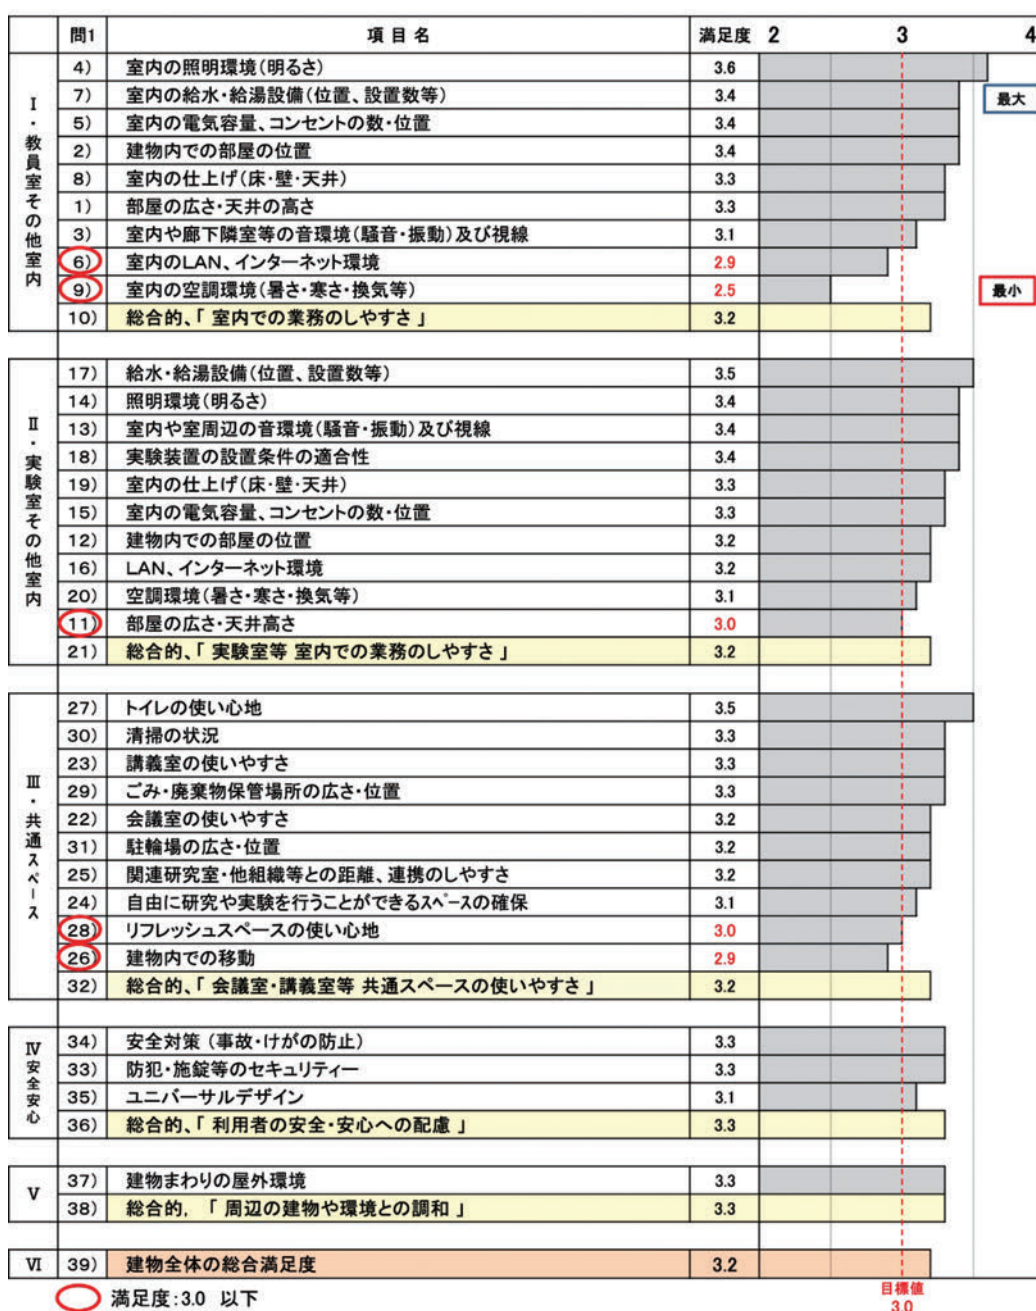 問1 項目名 満足度 2 3 4
Ⅰ・教員室その他室内
4) 室内の照明環境(明るさ) 3.6
7) 室内の給水・給湯設備(位置、設置数等) 3.4
最大
5) 室内の電気容量、コンセントの数・位置 3.4
2) 建物内での部屋の位置 3.4
8) 室内の仕上げ(床・壁・天井) 3.3
1) 部屋の広さ・天井の高さ 3.3
3) 室内や廊下隣室等の音環境(騒音・振動)及び視線 3.1
6) 室内のLAN、インターネット環境 2.9
9) 室内の空調環境(暑さ・寒さ・換気等) 2.5
最小
10) 総合的、「 室内での業務のしやすさ 」 3.2
Ⅱ・実験室その他室内
17) 給水・給湯設備(位置、設置数等) 3.5
14) 照明環境(明るさ) 3.4
13) 室内や室周辺の音環境(騒音・振動)及び視線 3.4
18) 実験装置の設置条件の適合性 3.4
19) 室内の仕上げ(床・壁・天井) 3.3
15) 室内の電気容量、コンセントの数・位置 3.3
12) 建物内での部屋の位置 3.2
16) LAN、インターネット環境 3.2
20) 空調環境(暑さ・寒さ・換気等) 3.1
11) 部屋の広さ・天井高さ 3.0
21) 総合的、「 実験室等 室内での業務のしやすさ 」 3.2
Ⅲ・共通スペース
27) トイレの使い心地 3.5
30) 清掃の状況 3.3
23) 講義室の使いやすさ 3.3
29) ごみ・廃棄物保管場所の広さ・位置 3.3
22) 会議室の使いやすさ 3.2
31) 駐輪場の広さ・位置 3.2
25) 関連研究室・他組織等との距離、連携のしやすさ 3.2
24) 自由に研究や実験を行うことができるスペースの確保 3.1
28) リフレッシュスペースの使い心地 3.0
26) 建物内での移動 2.9
32) 総合的、「 会議室・講義室等 共通スペースの使いやすさ 」 3.2
Ⅳ安全安心
34) 安全対策 (事故・けがの防止) 3.3
33) 防犯・施錠等のセキュリティー 3.3
35) ユニバーサルデザイン 3.1
36) 総合的、「 利用者の安全・安心への配慮 」 3.3
Ⅴ
37) 建物まわりの屋外環境 3.3
38) 総合的, 「 周辺の建物や環境との調和 」 3.3
Ⅵ 39) 建物全体の総合満足度 3.2
満足度:3.0 以下
目標値
3.0